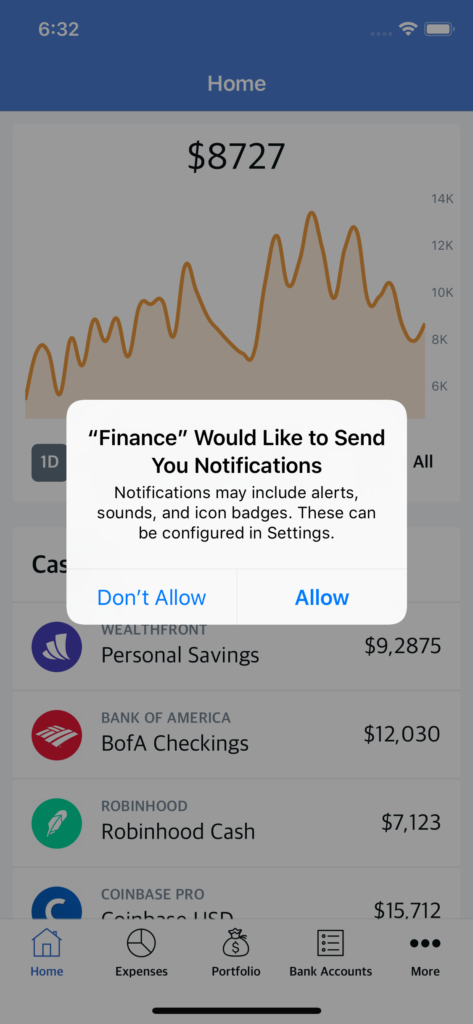 6:32
Home
$8727
14K
12K
10K
8K
6K
“Finance” Would Like to Send
You Notifications
Notifications may include alerts,
sounds, and icon badges. These can
be configured in Settings.
Don’t Allow
Allow
1D
All
Cas
WEALTHFRONT
Personal Savings
$9,2875
BANK OF AMERICA
BofA Checkings
$12,030
ROBINHOOD
Robinhood Cash
$7,123
COINBASE PRO
Coinbase USD
$15,712
Home
Expenses
Portfolio
Bank Accounts
More